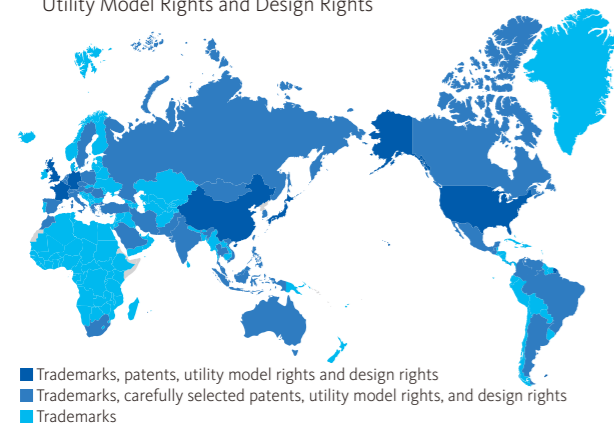 Utility Model Rights and Design Rights
Trademarks, patents, utility model rights and design rights
Trademarks, carefully selected patents, utility model rights, and design rights
Trademarks